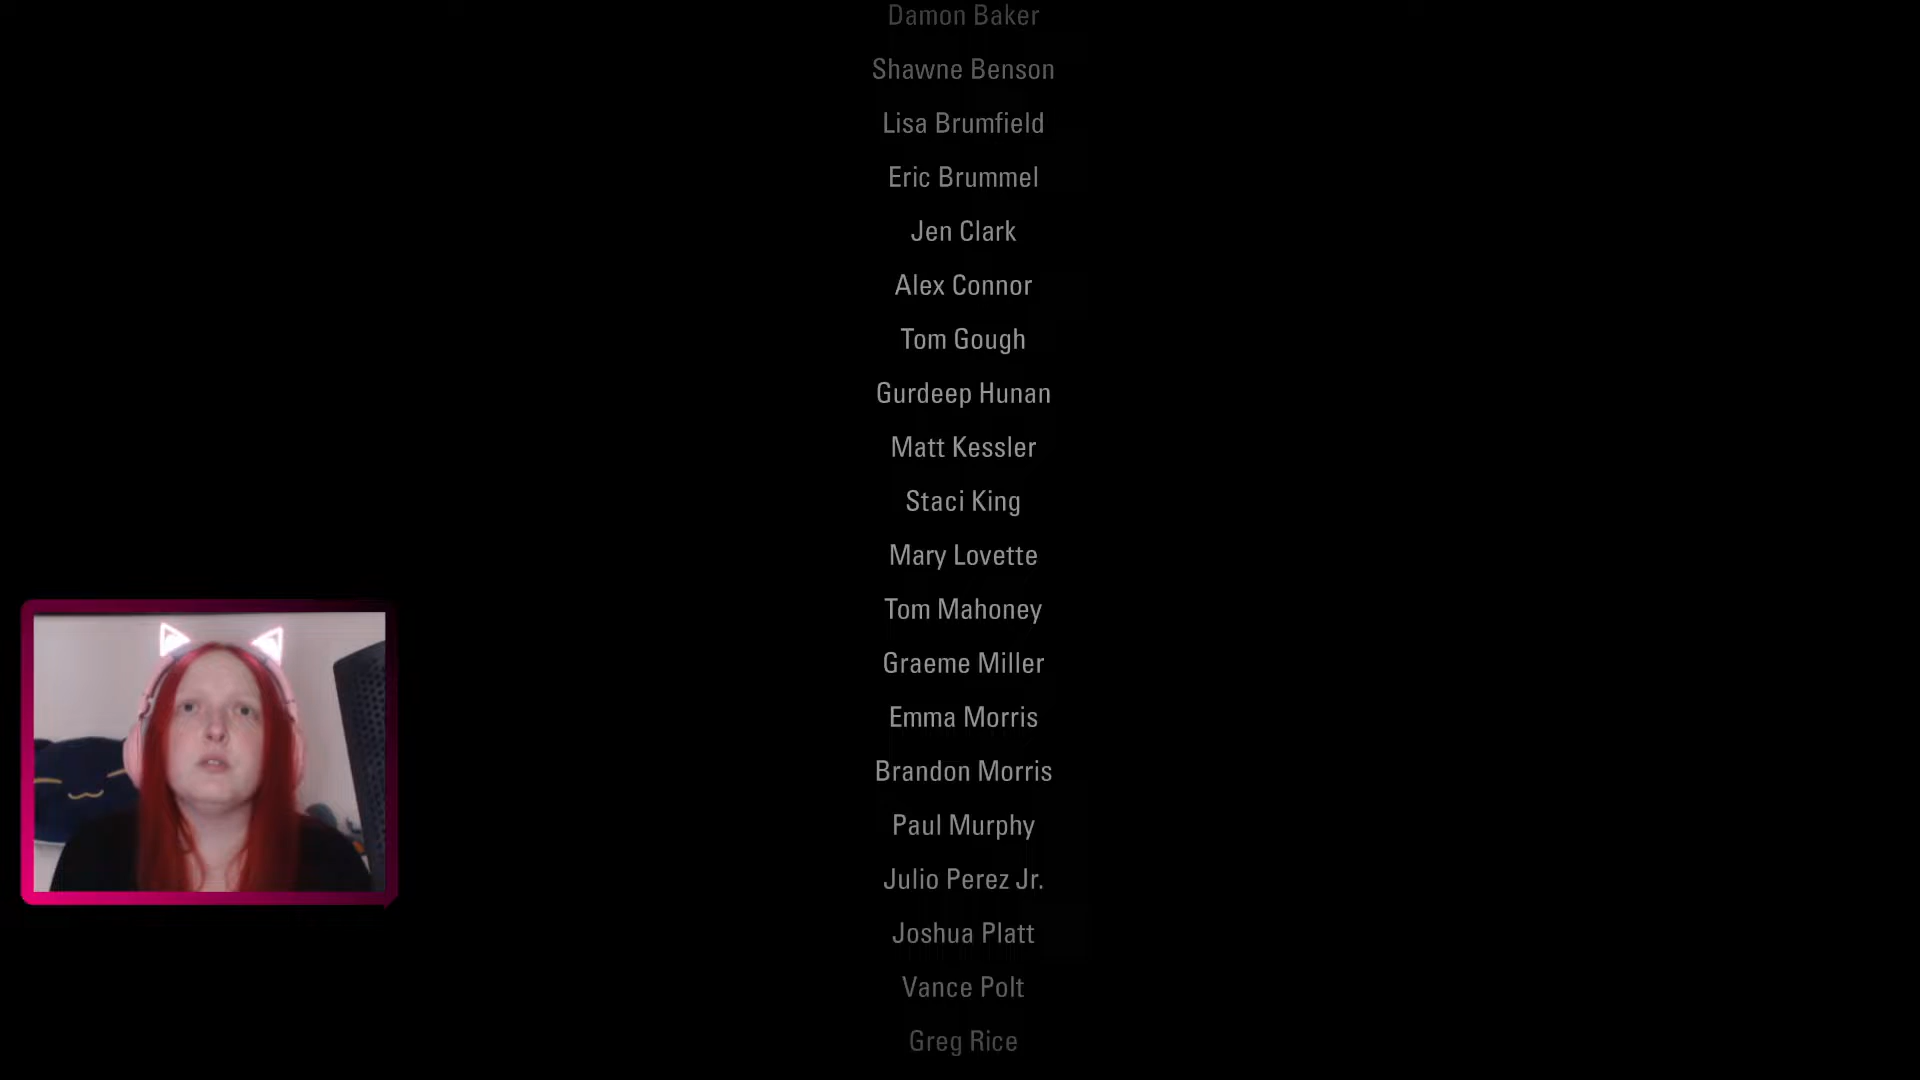 Damon Baker
Shawne Benson
Lisa Brumfield
Eric Brummel
Jen Clark
Alex Connor
Tom Gough
Gurdeep Hunan
Matt Kessler
Staci King
Mary Lovette
Tom Mahoney
Graeme Miller
Emma Morris
Brandon Morris
Paul Murphy
Julio Perez Jr.
Joshua Platt
Vance Polt
Greg Rice